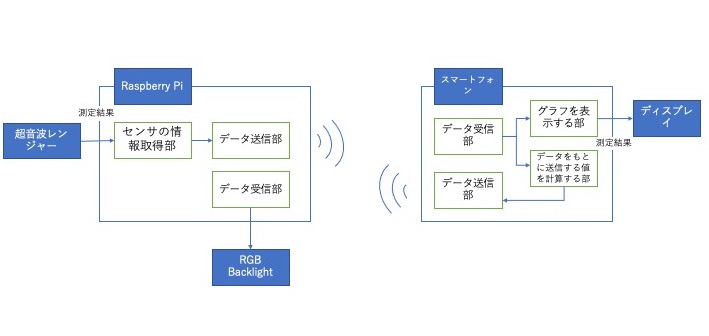 Raspberry Pi
測定結果
超音波レン
ジャー
センサの情
報取得部
データ送信部
データ受信
部
RGB
Backlight
スマートフォ
ン
データ受信
部
グラフを表
示する部
ディスプレ
イ
測定結果
データをもと
に送信する値
を計算する部
データ送信
部